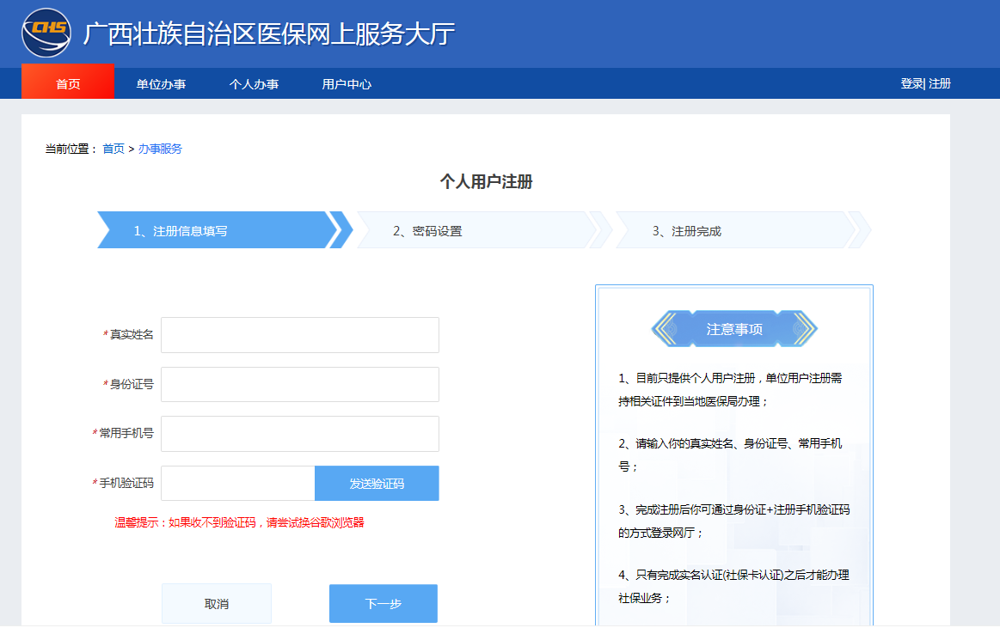 CHS 广西壮族自治区医保网上服务大厅
首页 单位办事 个人办事 用户中心 登录| 注册
当前位置： 首页 > 办事服务
个人用户注册
1、注册信息填写 2、密码设置 3、注册完成
*真实姓名
*身份证号
*常用手机号
*手机验证码 发送验证码
温馨提示：如果收不到验证码，请尝试换谷歌浏览器
取消 下一步
注意事项
1、目前只提供个人用户注册，单位用户注册需
持相关证件到当地医保局办理；
2、请输入你的真实姓名、身份证号、常用手机
号；
3、完成注册后你可通过身份证+注册手机验证码
的方式登录网厅；
4、只有完成实名认证(社保卡认证)之后才能办理
社保业务；